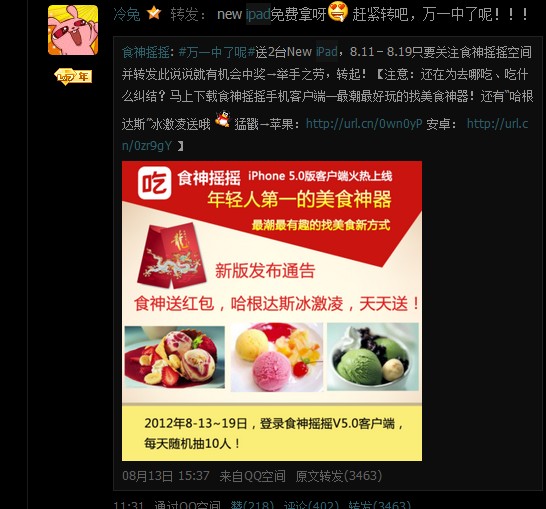 冷兔 转发： new ipad免费拿呀 赶紧转吧，万一中了呢！！！
食神摇摇: #万一中了呢#送2台New iPad，8.11－8.19只要关注食神摇摇空间
并转发此说说就有机会中奖→举手之劳，转起!【注意：还在为去哪吃、吃什
么纠结？马上下载食神摇摇手机客户端—最潮最好玩的找美食神器！还有“哈根
达斯”冰激凌送哦 猛戳→苹果： http://url.cn/0wn0yP 安卓： http://url.c
n/0zr9gY 】
吃 食神摇摇 iPhone 5.0版客户端火热上线
年轻人第一的美食神器
最潮最有趣的找美食新方式
新版发布通告
食神送红包，哈根达斯冰激凌，天天送！
2012年8-13~19日，登录食神摇摇V5.0客户端，
每天随机抽10人！
08月13日 15:37 来自QQ空间 原文转发(3463)
11:31 通过QQ空间 赞(218) 评论(402) 转发(3463)